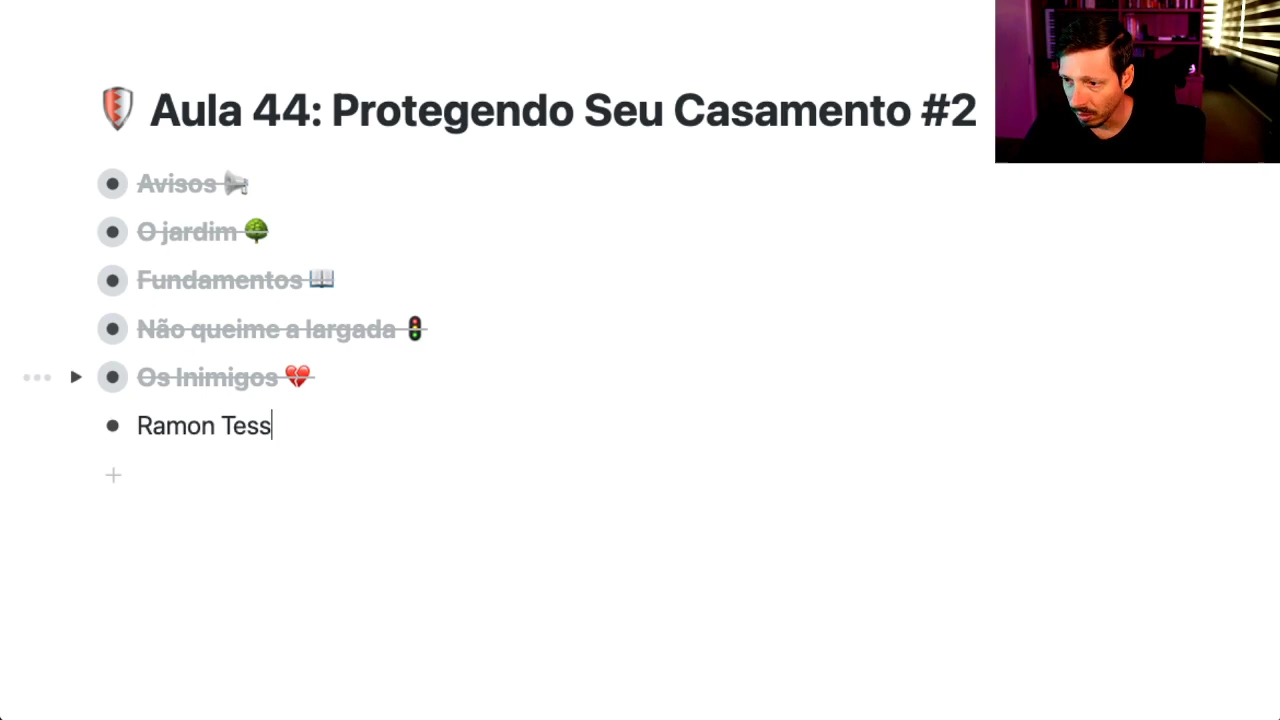 Aula 44: Protegendo Seu Casamento #2
Avisos
O jardim
Fundamentos
Não queime a largada
Os Inimigos
Ramon Tess